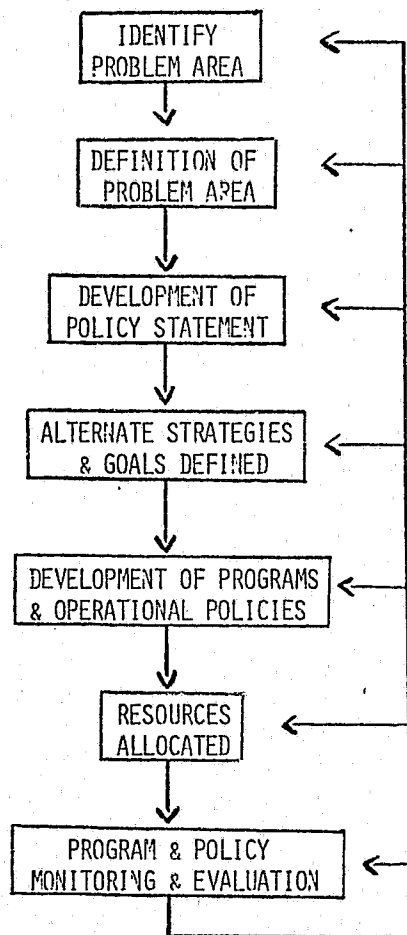 IDENTIFY
PROBLEM AREA
DEFINITION OF
PROBLEM AREA
DEVELOPMENT OF
POLICY STATEMENT
ALTERNATE STRATEGIES
& GOALS DEFINED
DEVELOPMENT OF PROGRAMS
& OPERATIONAL POLICIES
RESOURCES
ALLOCATED
PROGRAM & POLICY
MONITORING & EVALUATION